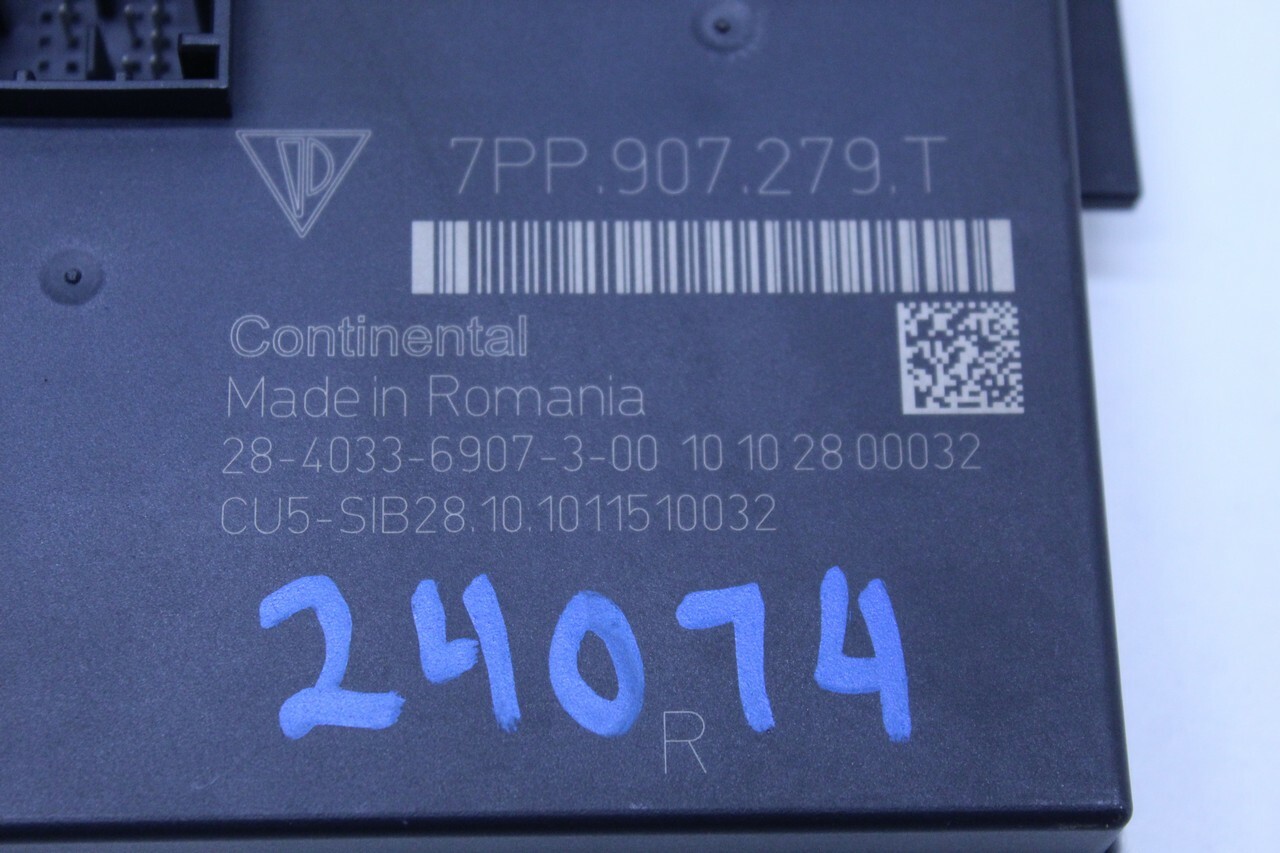 7PP.907.279.T
Continental
Made in Romania
28-4033-6907-3-00 10 10 28 00032
CU5-SIB28.10.1011510032
24074
R